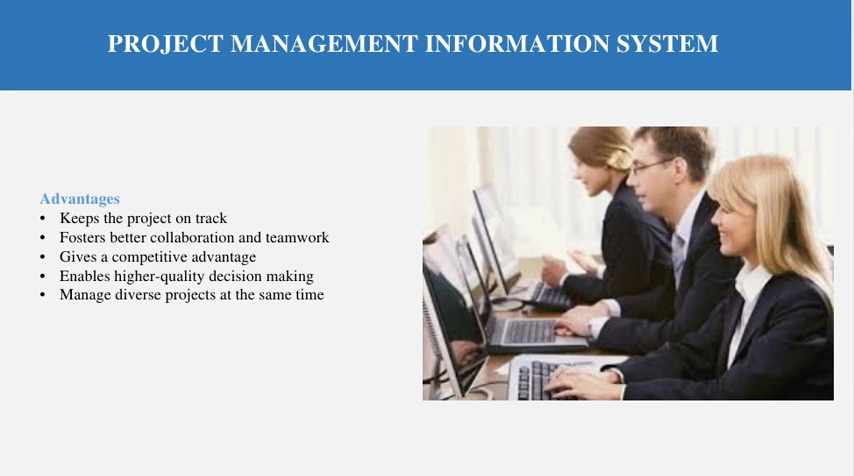 PROJECT MANAGEMENT INFORMATION SYSTEM
Advantages
• Keeps the project on track
• Fosters better collaboration and teamwork
• Gives a competitive advantage
• Enables higher-quality decision making
• Manage diverse projects at the same time